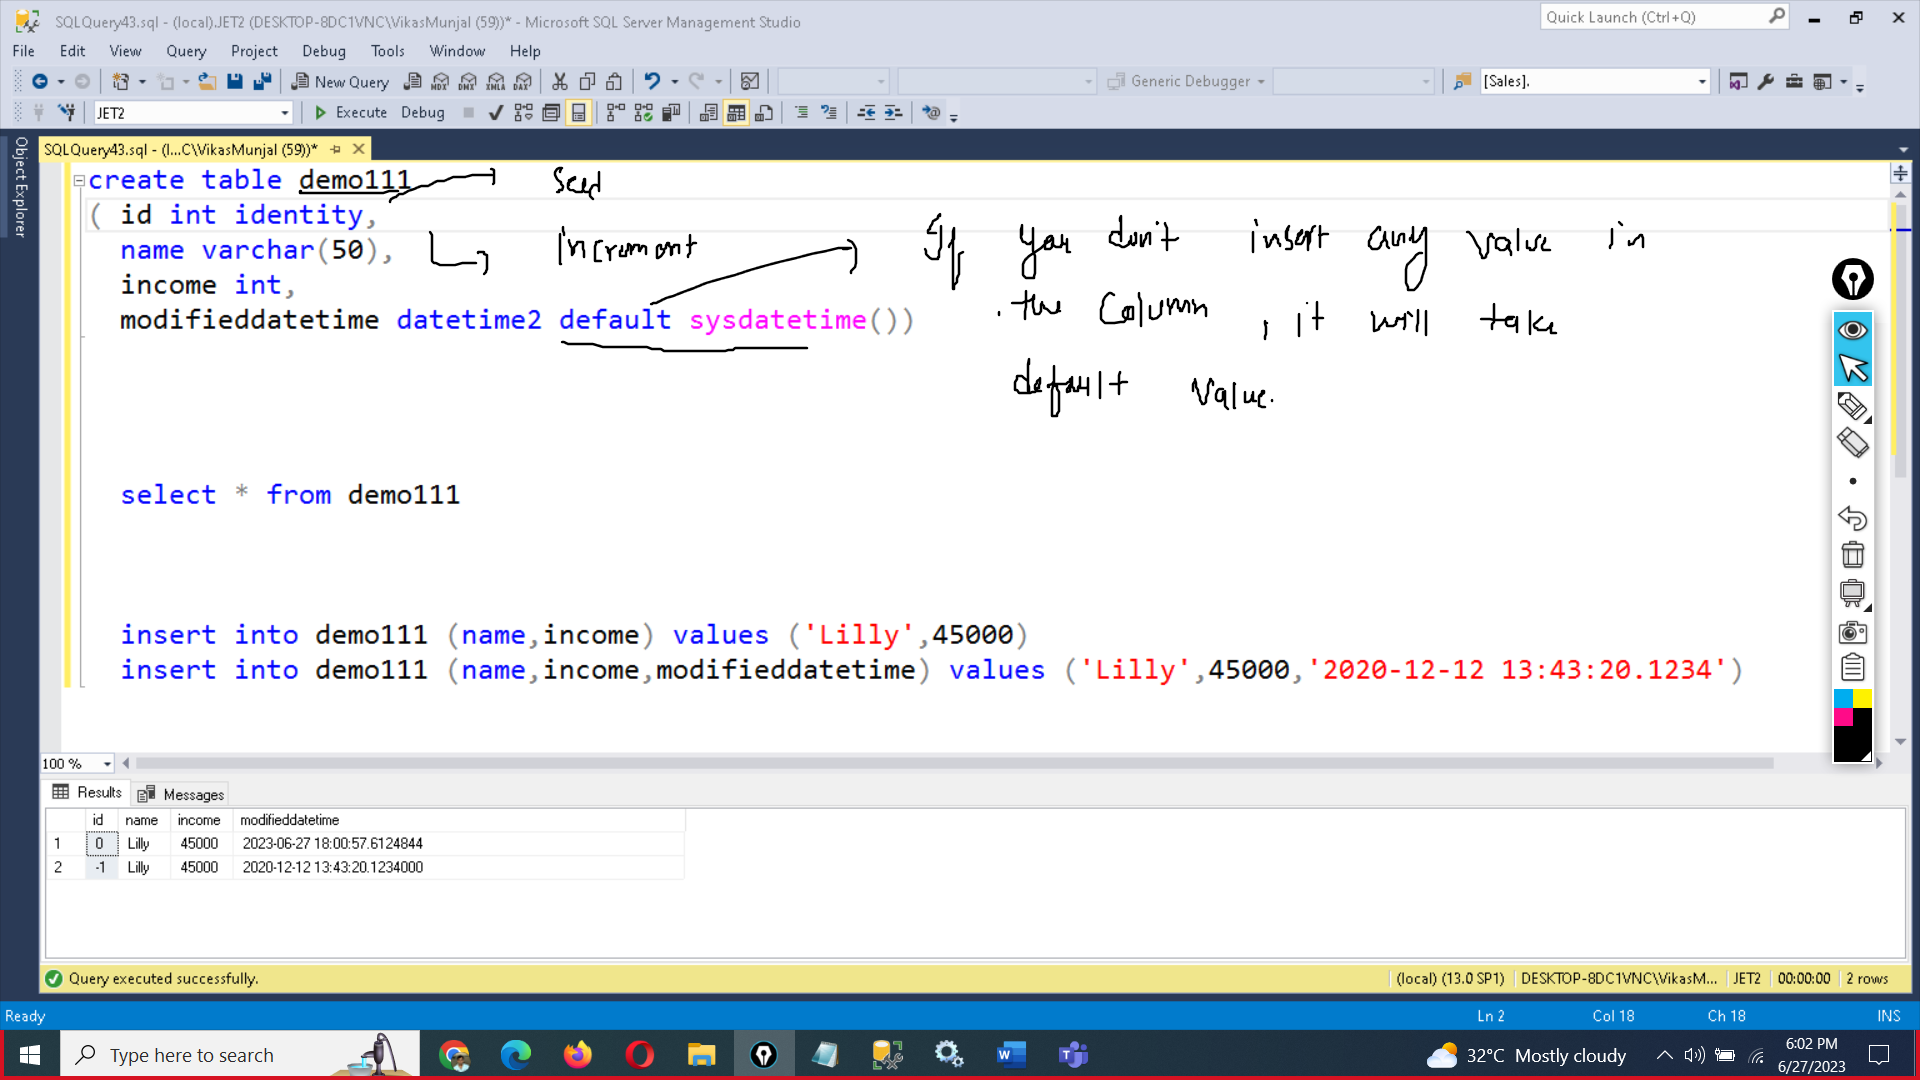 SQLQuery43.sql - (local).JET2 (DESKTOP-8DC1VNC\VikasMunjal (59))* - Microsoft SQL Server Management Studio
Quick Launch (Ctrl+Q)
File Edit View Query Project Debug Tools Window Help
New Query MDX DMX XMLA DAX Generic Debugger [Sales].
JET2 Execute Debug
Object Explorer
SQLQuery43.sql - (l...C\VikasMunjal (59))*
create table demo111 Seed
( id int identity,
name varchar(50), Increment If you don't insert any value in
income int, the Column , it will take
modifieddatetime datetime2 default sysdatetime())
default Value.
select * from demo111
insert into demo111 (name,income) values ('Lilly',45000)
insert into demo111 (name,income,modifieddatetime) values ('Lilly',45000,'2020-12-12 13:43:20.1234')
100 %
Results Messages
id name income modifieddatetime
1 0 Lilly 45000 2023-06-27 18:00:57.6124844
2 -1 Lilly 45000 2020-12-12 13:43:20.1234000
Query executed successfully. (local) (13.0 SP1) DESKTOP-8DC1VNC\VikasM... JET2 00:00:00 2 rows
Ready Ln 2 Col 18 Ch 18 INS
Type here to search 32°C Mostly cloudy 6:02 PM
6/27/2023